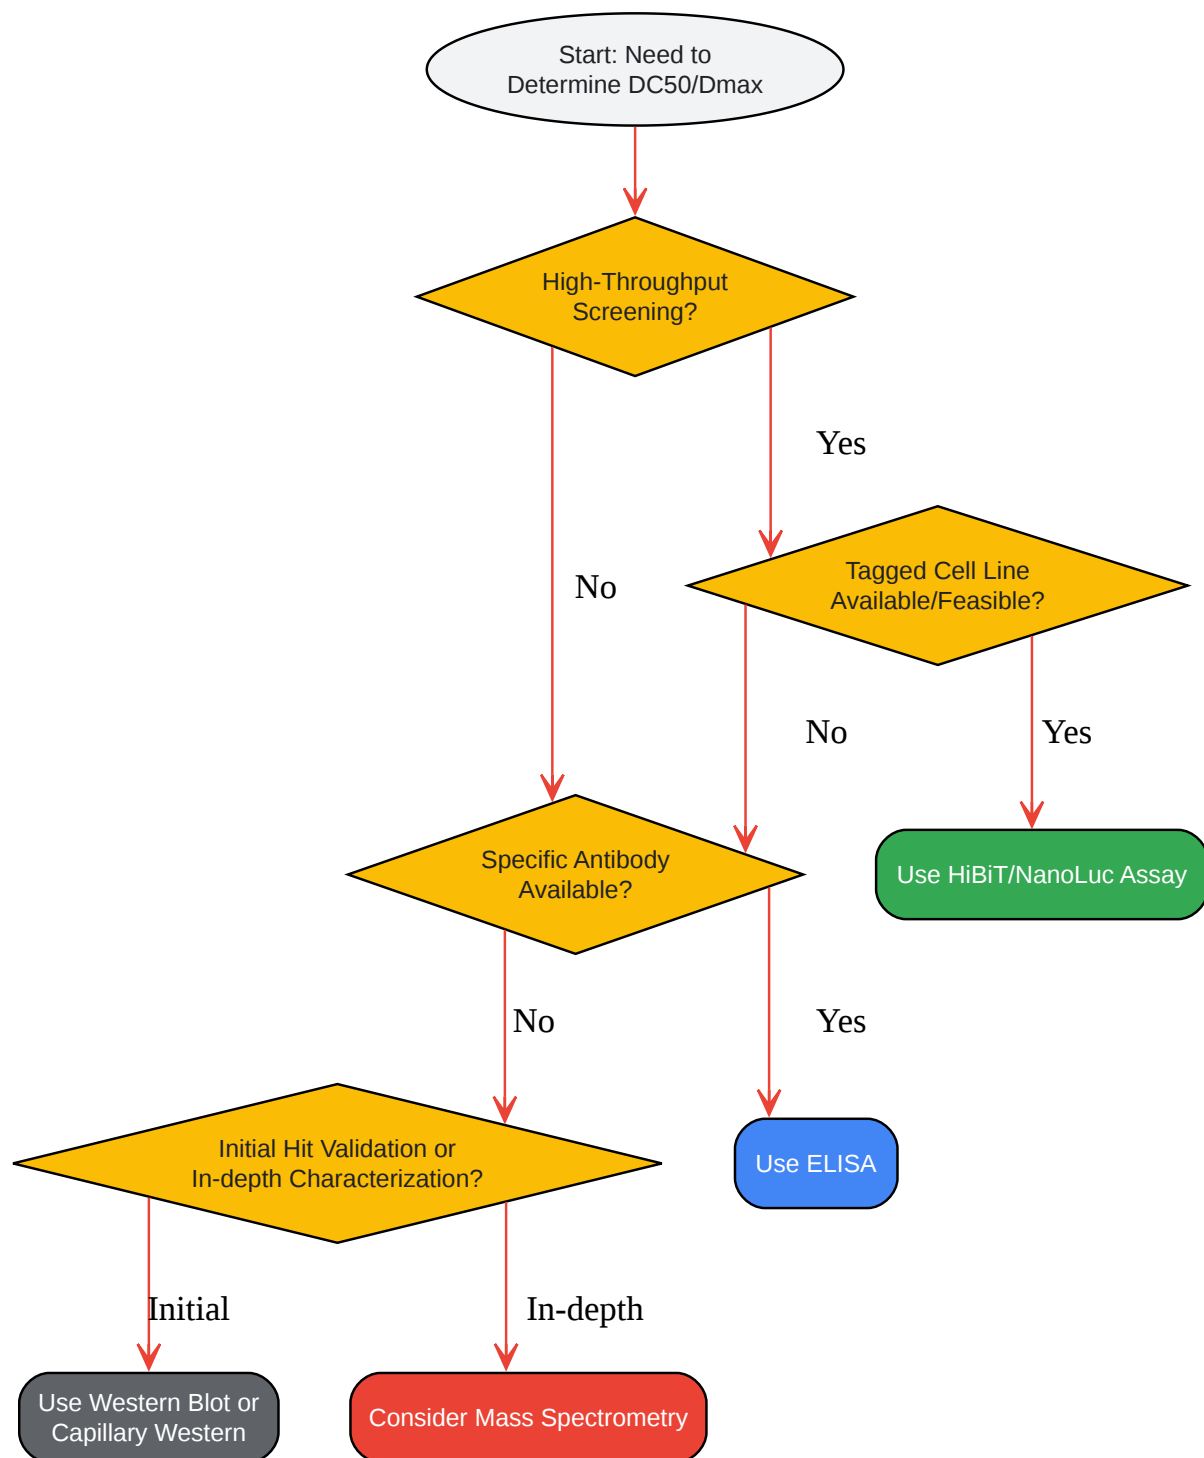 Start: Need to
Determine DC50/Dmax
High-Throughput
Screening?
Yes
Tagged Cell Line
Available/Feasible?
No
No
Yes
Specific Antibody
Available?
Use HiBiT/NanoLuc Assay
No
Yes
Initial Hit Validation or
In-depth Characterization?
Use ELISA
Initial
In-depth
Use Western Blot or
Capillary Western
Consider Mass Spectrometry